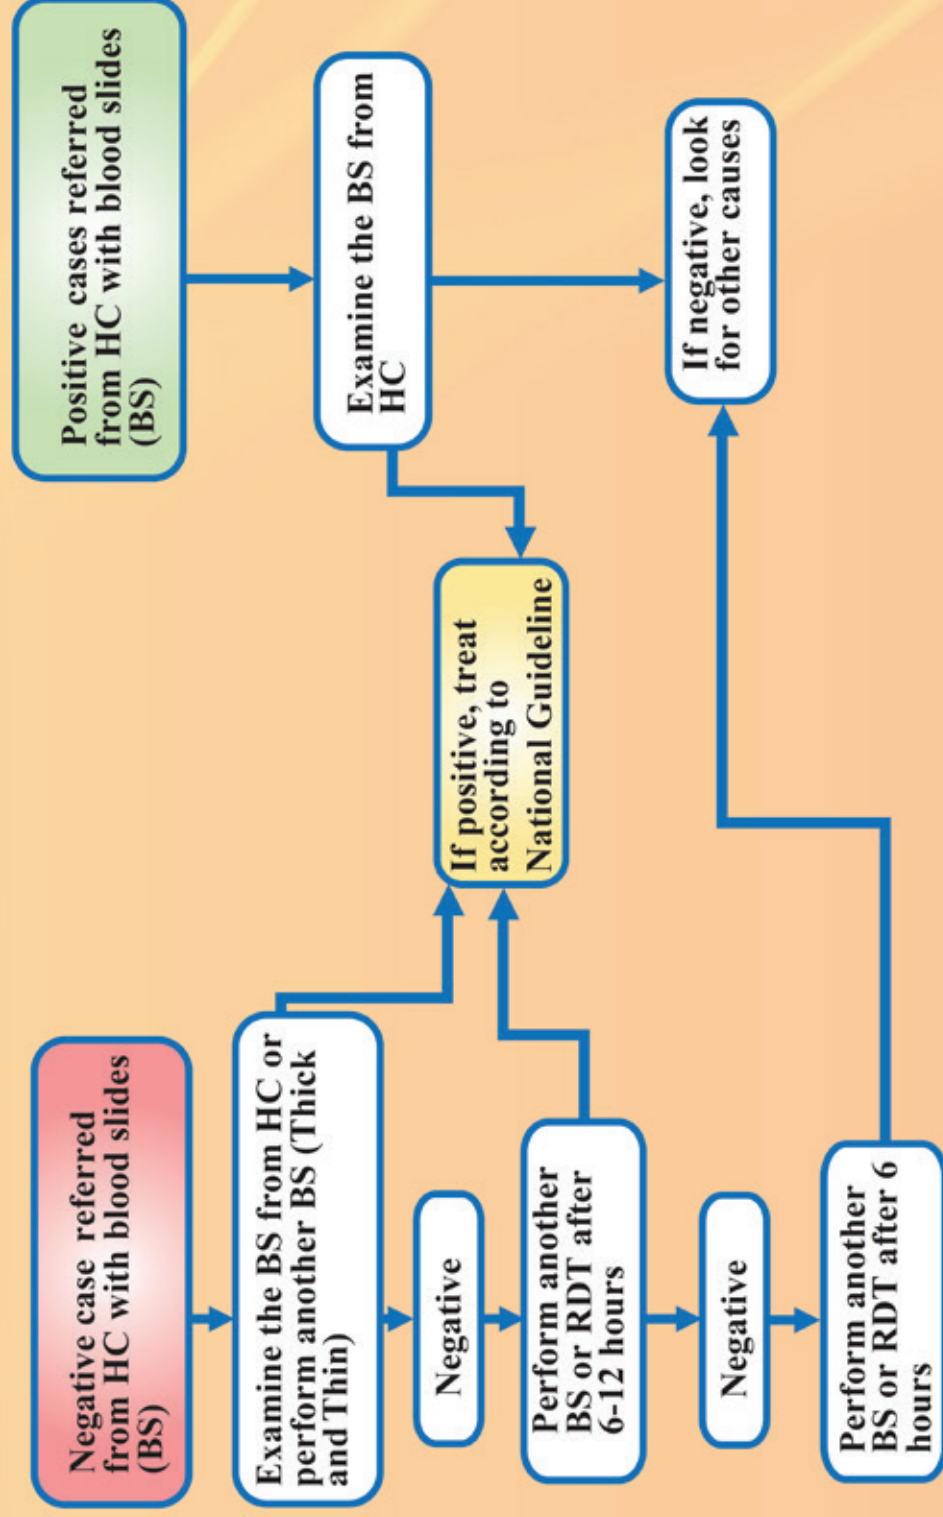 Negative case referred
from HC with blood slides
(BS)
Examine the BS from HC or
perform another BS (Thick
and Thin)
Negative
Perform another
BS or RDT after
6-12 hours
Negative
Perform another
BS or RDT after 6
hours
If positive, treat
according to
National Guideline
Positive cases referred
from HC with blood slides
(BS)
Examine the BS from
HC
If negative, look
for other causes